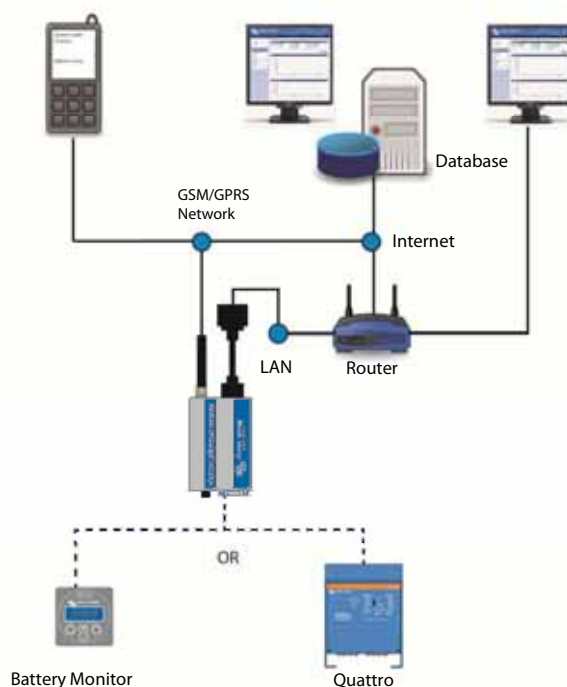 Database
GSM/GPRS
Network
Internet
LAN
Router
OR
Battery Monitor
Quattro